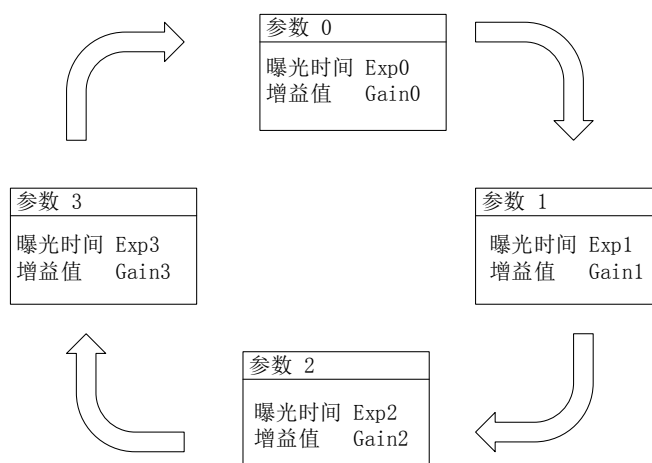 参数 0
曝光时间 Exp0
增益值 Gain0
参数 3
曝光时间 Exp3
增益值 Gain3
参数 1
曝光时间 Exp1
增益值 Gain1
参数 2
曝光时间 Exp2
增益值 Gain2